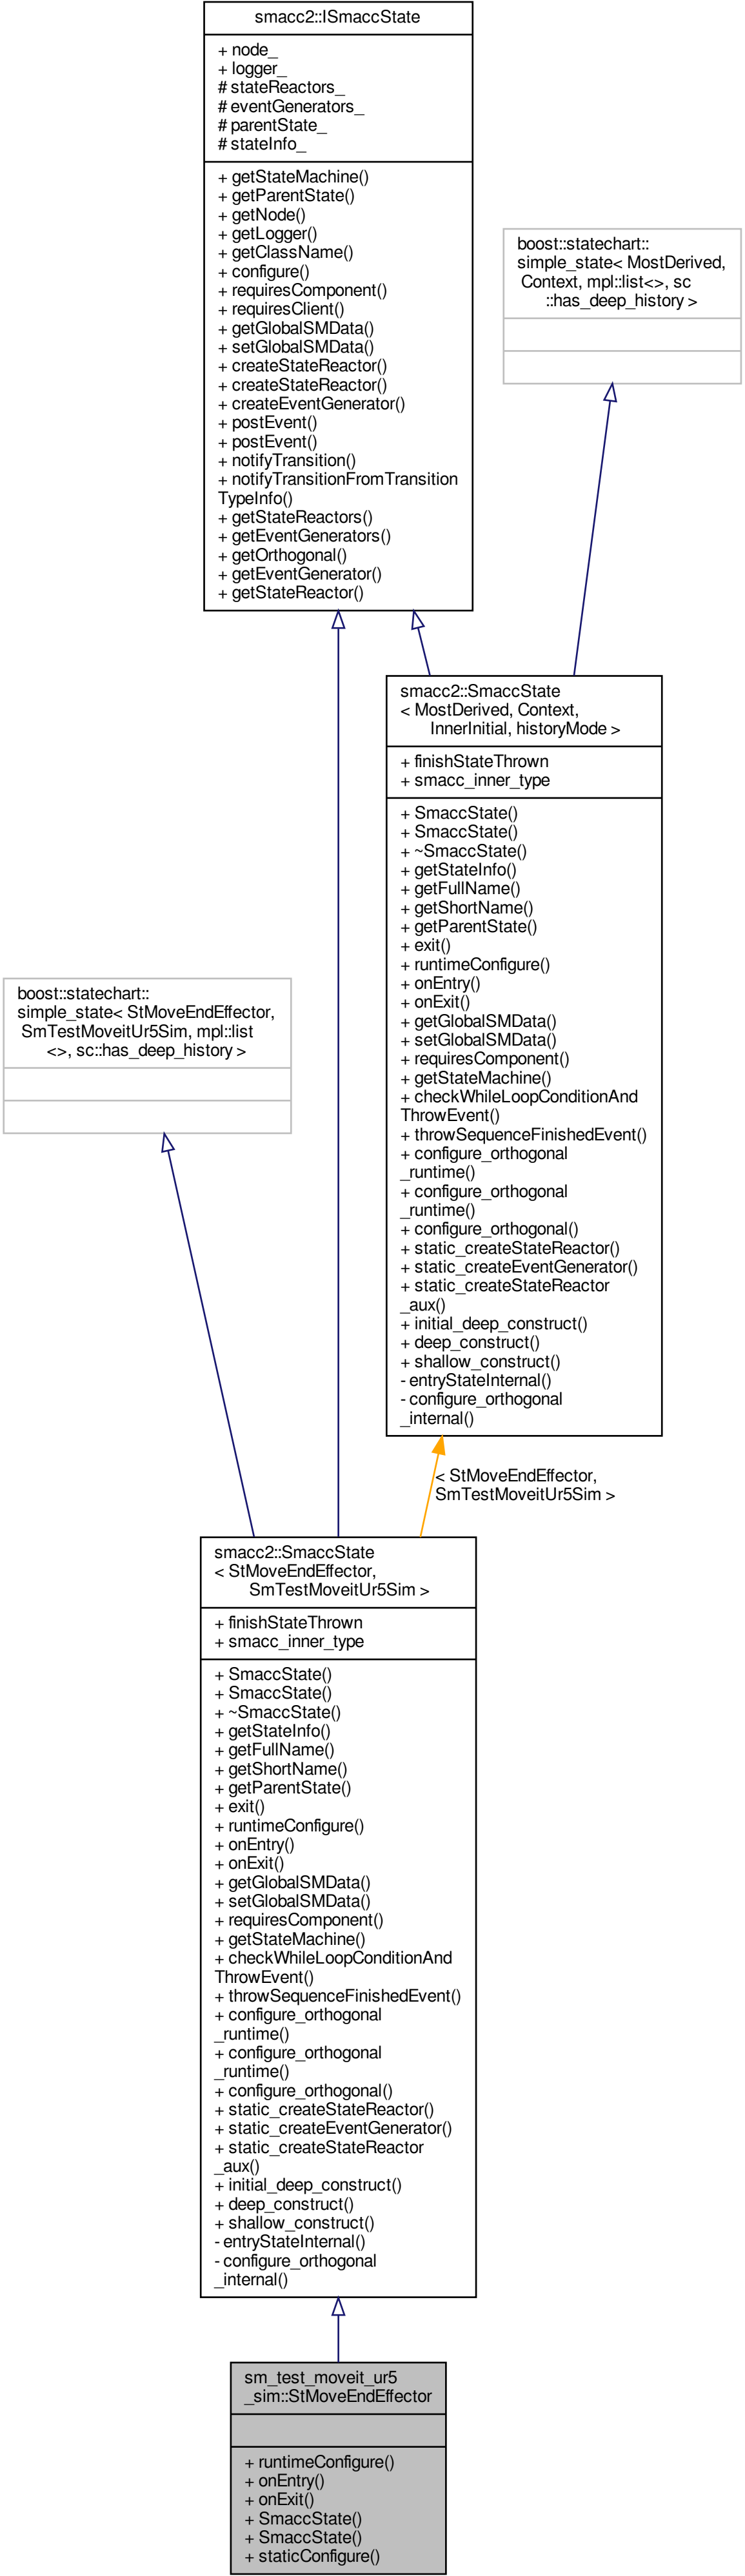 smacc2::ISmaccState
+ node_
+ logger_
# stateReactors_
# eventGenerators_
# parentState_
# stateInfo_
+ getStateMachine()
+ getParentState()
+ getNode()
+ getLogger()
+ getClassName()
+ configure()
+ requiresComponent()
+ requiresClient()
+ getGlobalSMData()
+ setGlobalSMData()
+ createStateReactor()
+ createStateReactor()
+ createEventGenerator()
+ postEvent()
+ postEvent()
+ notifyTransition()
+ notifyTransitionFromTransition
TypeInfo()
+ getStateReactors()
+ getEventGenerators()
+ getOrthogonal()
+ getEventGenerator()
+ getStateReactor()
boost::statechart::
simple_state< MostDerived,
Context, mpl::list<>, sc
::has_deep_history >
smacc2::SmaccState
< MostDerived, Context,
InnerInitial, historyMode >
+ finishStateThrown
+ smacc_inner_type
+ SmaccState()
+ SmaccState()
+ ~SmaccState()
+ getStateInfo()
+ getFullName()
+ getShortName()
+ getParentState()
+ exit()
+ runtimeConfigure()
+ onEntry()
+ onExit()
+ getGlobalSMData()
+ setGlobalSMData()
+ requiresComponent()
+ getStateMachine()
+ checkWhileLoopConditionAnd
ThrowEvent()
+ throwSequenceFinishedEvent()
+ configure_orthogonal
_runtime()
+ configure_orthogonal
_runtime()
+ configure_orthogonal()
+ static_createStateReactor()
+ static_createEventGenerator()
+ static_createStateReactor
_aux()
+ initial_deep_construct()
+ deep_construct()
+ shallow_construct()
- entryStateInternal()
- configure_orthogonal
_internal()
boost::statechart::
simple_state< StMoveEndEffector,
SmTestMoveitUr5Sim, mpl::list
<>, sc::has_deep_history >
< StMoveEndEffector,
SmTestMoveitUr5Sim >
smacc2::SmaccState
< StMoveEndEffector,
SmTestMoveitUr5Sim >
+ finishStateThrown
+ smacc_inner_type
+ SmaccState()
+ SmaccState()
+ ~SmaccState()
+ getStateInfo()
+ getFullName()
+ getShortName()
+ getParentState()
+ exit()
+ runtimeConfigure()
+ onEntry()
+ onExit()
+ getGlobalSMData()
+ setGlobalSMData()
+ requiresComponent()
+ getStateMachine()
+ checkWhileLoopConditionAnd
ThrowEvent()
+ throwSequenceFinishedEvent()
+ configure_orthogonal
_runtime()
+ configure_orthogonal
_runtime()
+ configure_orthogonal()
+ static_createStateReactor()
+ static_createEventGenerator()
+ static_createStateReactor
_aux()
+ initial_deep_construct()
+ deep_construct()
+ shallow_construct()
- entryStateInternal()
- configure_orthogonal
_internal()
sm_test_moveit_ur5
_sim::StMoveEndEffector
+ runtimeConfigure()
+ onEntry()
+ onExit()
+ SmaccState()
+ SmaccState()
+ staticConfigure()